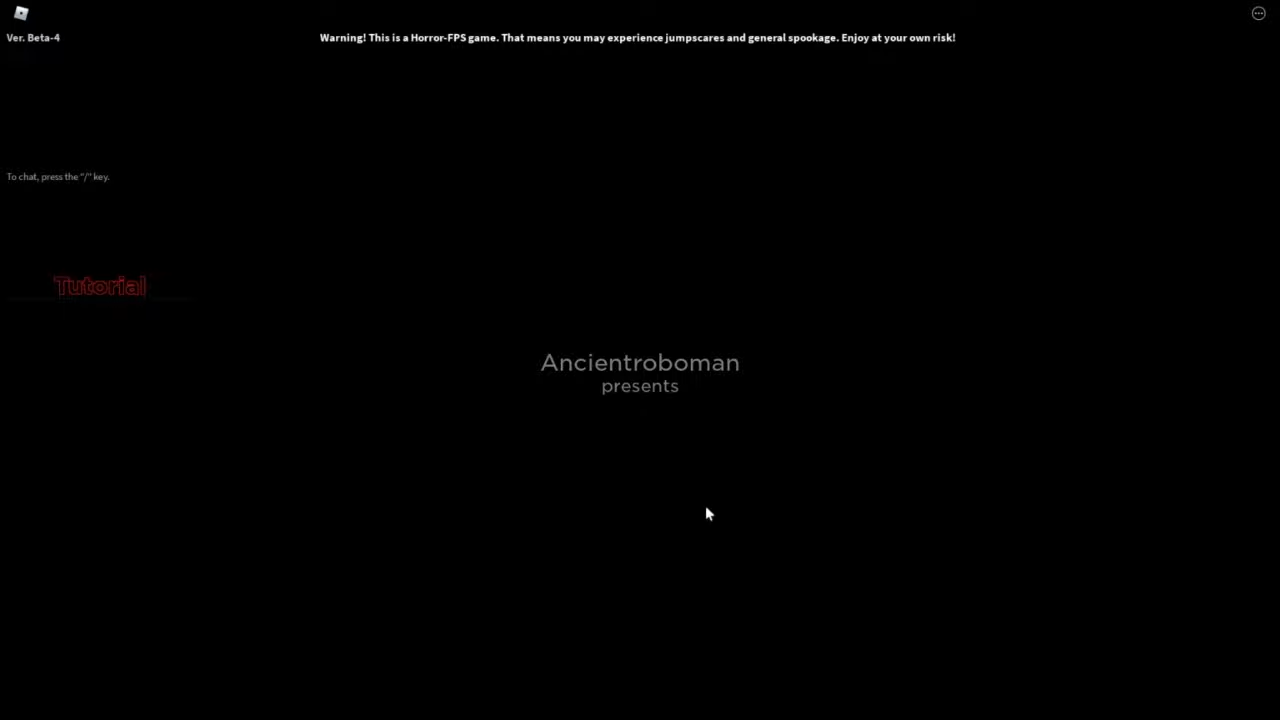 Ver. Beta-4
Warning! This is a Horror-FPS game. That means you may experience jumpscares and general spookage. Enjoy at your own risk!
To chat, press the "/" key.
Tutorial
Ancientroboman
presents